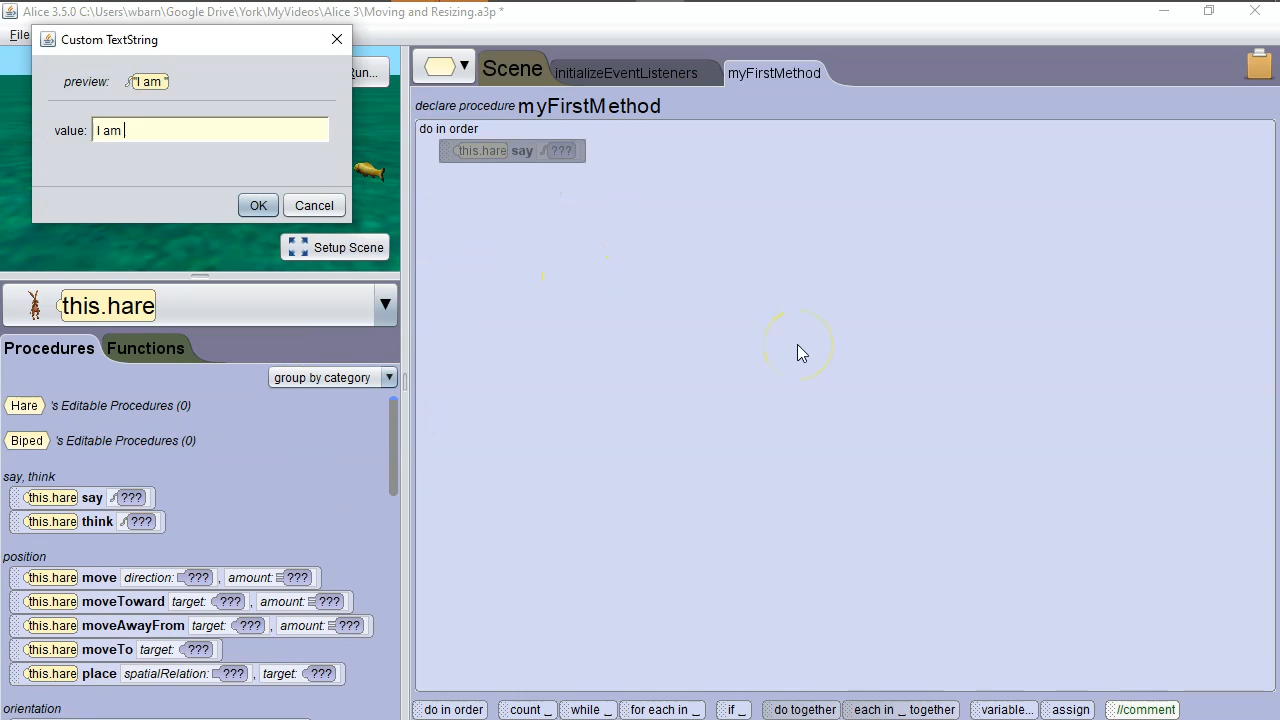 Alice 3.5.0 C:\Users\wbarn\Google Drive\York\MyVideos\Alice 3\Moving and Resizing.a3p *
File
Custom TextString
preview: "I am "
value: I am
OK Cancel
un...
Setup Scene
this.hare
Procedures Functions
group by category
Hare 's Editable Procedures (0)
Biped 's Editable Procedures (0)
say, think
this.hare say ???
this.hare think ???
position
this.hare move direction: ??? , amount: ???
this.hare moveToward target: ??? , amount: ???
this.hare moveAwayFrom target: ??? , amount: ???
this.hare moveTo target: ???
this.hare place spatialRelation: ??? , target: ???
orientation
Scene initializeEventListeners myFirstMethod
declare procedure myFirstMethod
do in order
this.hare say ???
do in order count _ while _ for each in _ if _ do together each in _ together variable... assign //comment